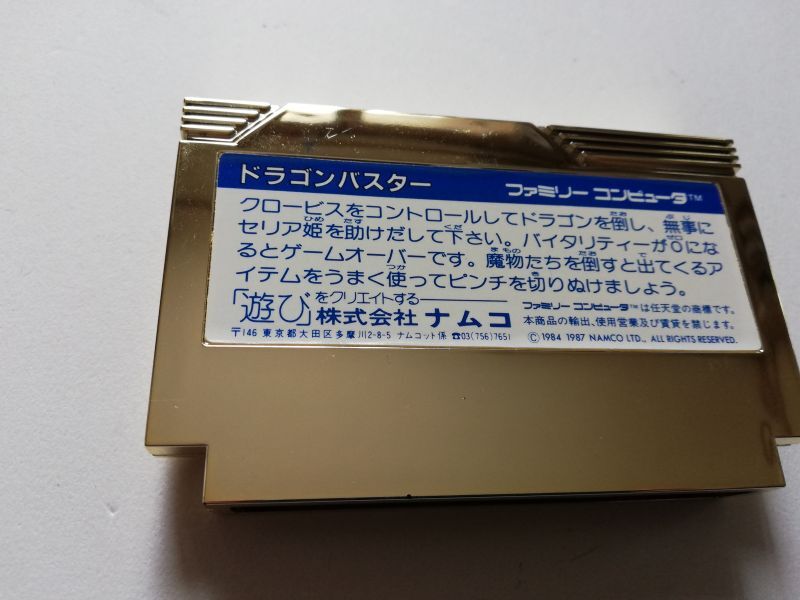 ドラゴンバスター
ファミリー コンピュータ™
クロービスをコントロールしてドラゴンを倒し、無事に
セリア姫を助けだして下さい。バイタリティーが0にな
るとゲームオーバーです。魔物たちを倒すと出てくるア
イテムをうまく使ってピンチを切りぬけましょう。
「遊び」をクリエイトする
株式会社 ナムコ
〒146 東京都大田区多摩川2-8-5 ナムコット係 ☎03(756)7651
ファミリー コンピュータ™は任天堂の商標です。
本商品の輸出、使用営業及び賃貸を禁じます。
© 1984 1987 NAMCO LTD., ALL RIGHTS RESERVED.